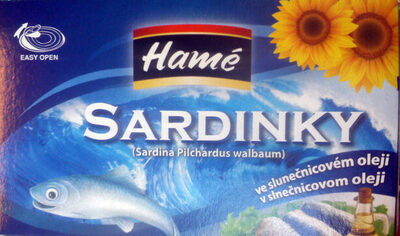 Hamé
EASY OPEN
SARDINKY
(Sardina Pilchardus walbaum)
ve slunečnicovém oleji
v slnečnicovom oleji